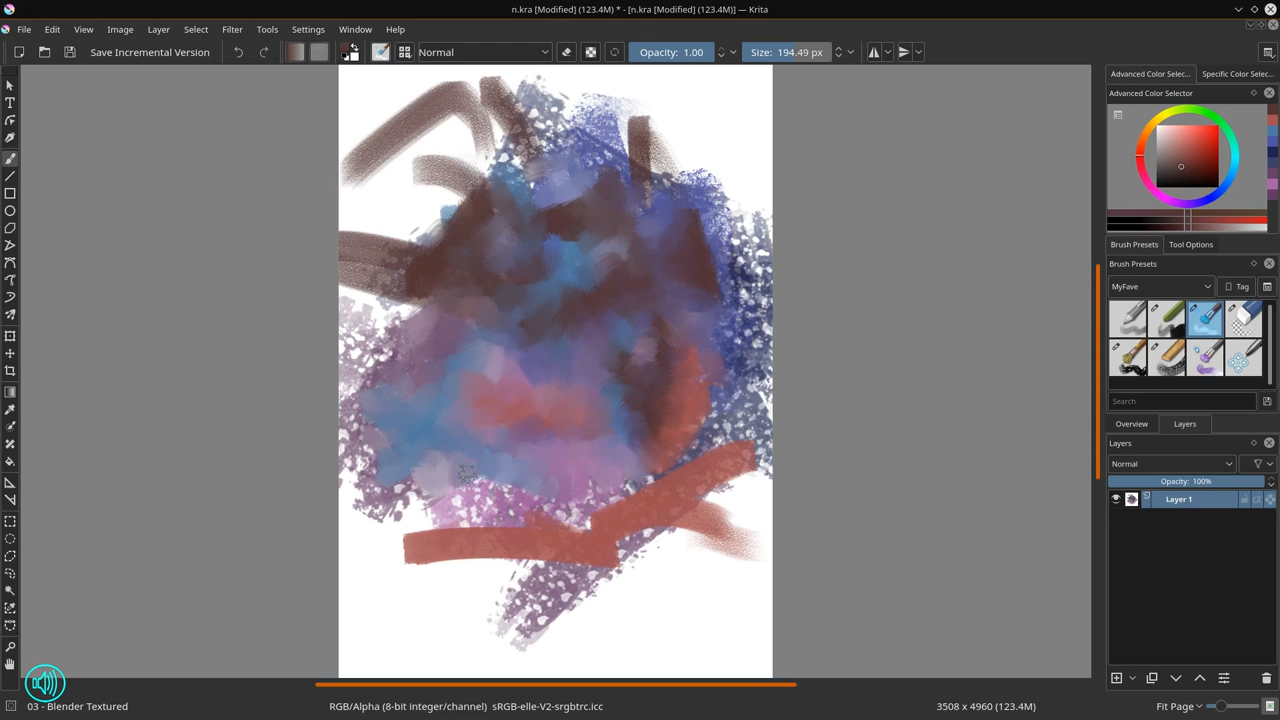 n.kra [Modified] (123.4M) * - [n.kra [Modified] (123.4M)] — Krita
File Edit View Image Layer Select Filter Tools Settings Window Help
Save Incremental Version Normal Opacity: 1.00 Size: 194.49 px
Advanced Color Selec... Specific Color Selec...
Advanced Color Selector
Brush Presets Tool Options
Brush Presets
MyFave Tag
Search
Overview Layers
Layers
Normal
Opacity: 100%
Layer 1
03 - Blender Textured RGB/Alpha (8-bit integer/channel) sRGB-elle-V2-srgbtrc.icc 3508 x 4960 (123.4M) Fit Page